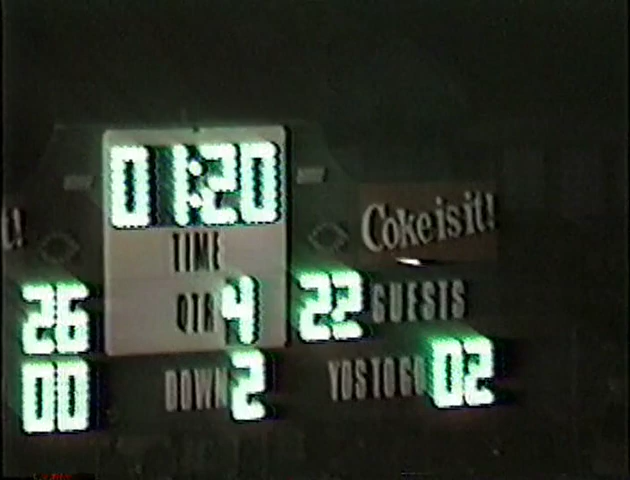 01:20
Coke is it!
t!
TIME
26 QTR 4 22 GUESTS
00 DOWN 2 YDS TO GO 02